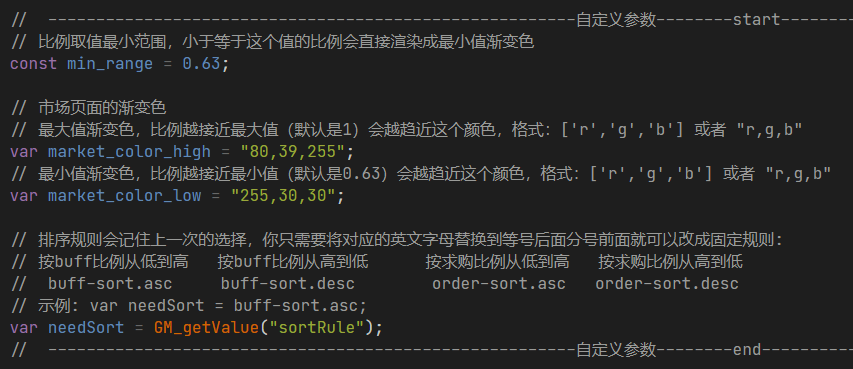 //  -------------------------------------------------------自定义参数--------start--------
// 比例取值最小范围，小于等于这个值的比例会直接渲染成最小值渐变色
const min_range = 0.63;
// 市场页面的渐变色
// 最大值渐变色，比例越接近最大值（默认是1）会越趋近这个颜色，格式：['r','g','b'] 或者 "r,g,b"
var market_color_high = "80,39,255";
// 最小值渐变色，比例越接近最小值（默认是0.63）会越趋近这个颜色，格式：['r','g','b'] 或者 "r,g,b"
var market_color_low = "255,30,30";
// 排序规则会记住上一次的选择，你只需要将对应的英文字母替换到等号后面分号前面就可以改成固定规则：
// 按buff比例从低到高   按buff比例从高到低      按求购比例从低到高   按求购比例从高到低
//  buff-sort.asc     buff-sort.desc        order-sort.asc   order-sort.desc
// 示例: var needSort = buff-sort.asc;
var needSort = GM_getValue("sortRule");
//  -------------------------------------------------------自定义参数--------end----------